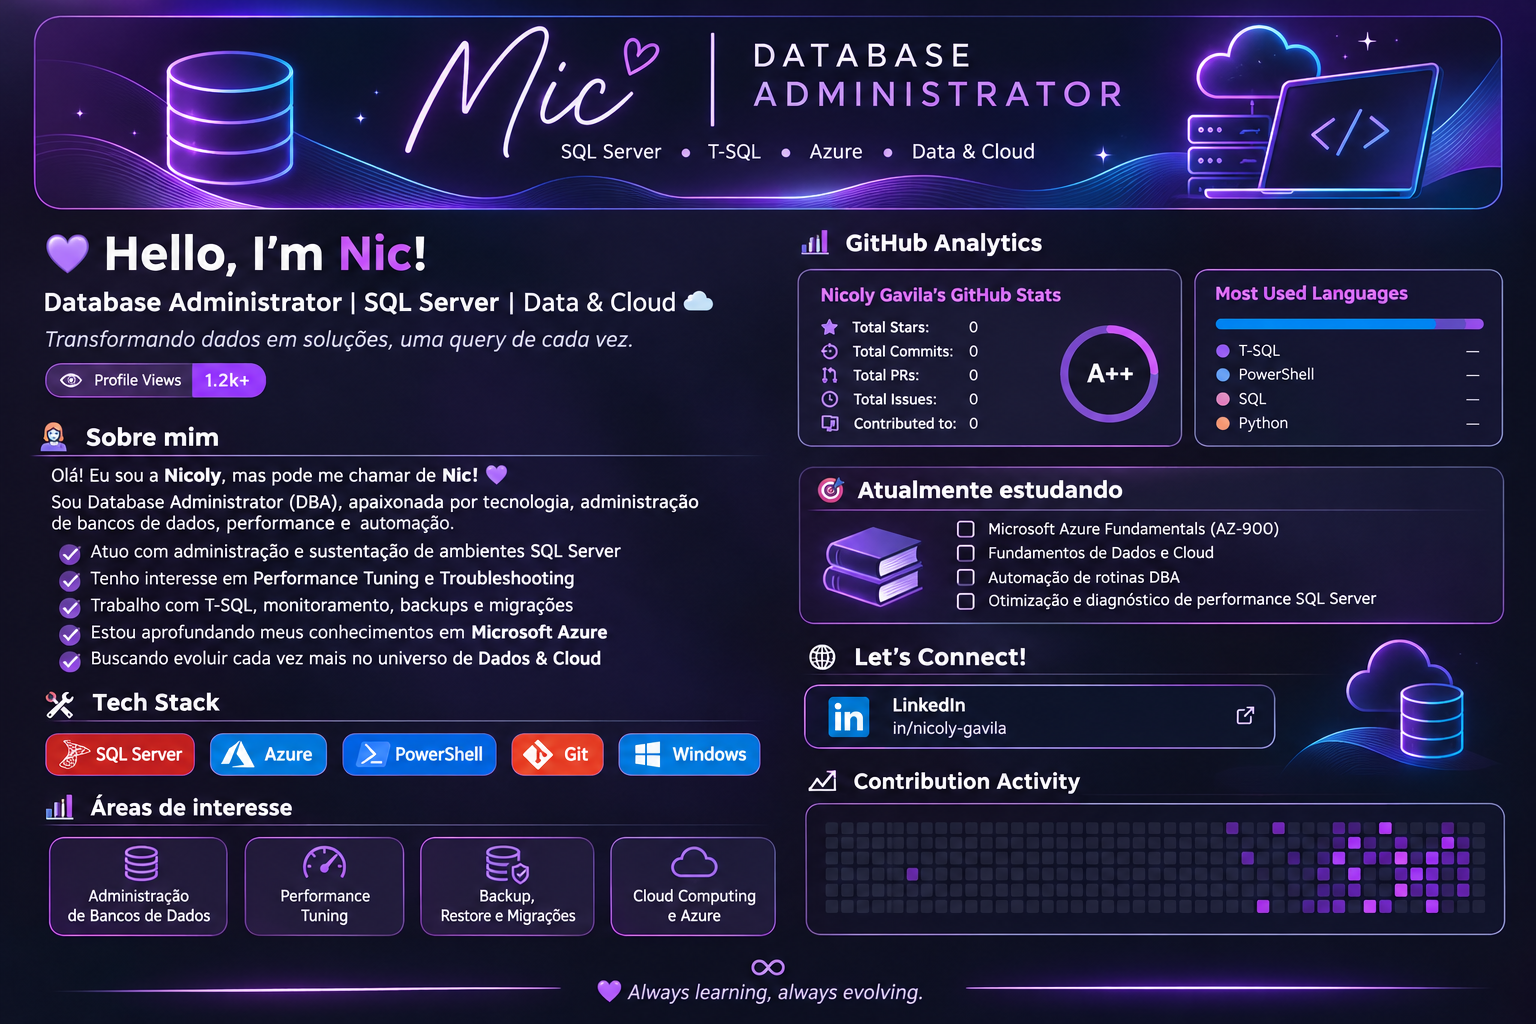 Mic
DATABASE
ADMINISTRATOR
SQL Server • T-SQL • Azure • Data & Cloud
</>
Hello, I'm Nic!
Database Administrator | SQL Server | Data & Cloud
Transformando dados em soluções, uma query de cada vez.
Profile Views 1.2k+
Sobre mim
Olá! Eu sou a Nicoly, mas pode me chamar de Nic!
Sou Database Administrator (DBA), apaixonada por tecnologia, administração
de bancos de dados, performance e automação.
Atuo com administração e sustentação de ambientes SQL Server
Tenho interesse em Performance Tuning e Troubleshooting
Trabalho com T-SQL, monitoramento, backups e migrações
Estou aprofundando meus conhecimentos em Microsoft Azure
Buscando evoluir cada vez mais no universo de Dados & Cloud
Tech Stack
SQL Server Azure PowerShell Git Windows
Áreas de interesse
Administração
de Bancos de Dados
Performance
Tuning
Backup,
Restore e Migrações
Cloud Computing
e Azure
GitHub Analytics
Nicoly Gavila's GitHub Stats
Total Stars: 0
Total Commits: 0
Total PRs: 0
Total Issues: 0
Contributed to: 0
A++
Most Used Languages
T-SQL —
PowerShell —
SQL —
Python —
Atualmente estudando
Microsoft Azure Fundamentals (AZ-900)
Fundamentos de Dados e Cloud
Automação de rotinas DBA
Otimização e diagnóstico de performance SQL Server
Let's Connect!
in
LinkedIn
in/nicoly-gavila
Contribution Activity
Always learning, always evolving.